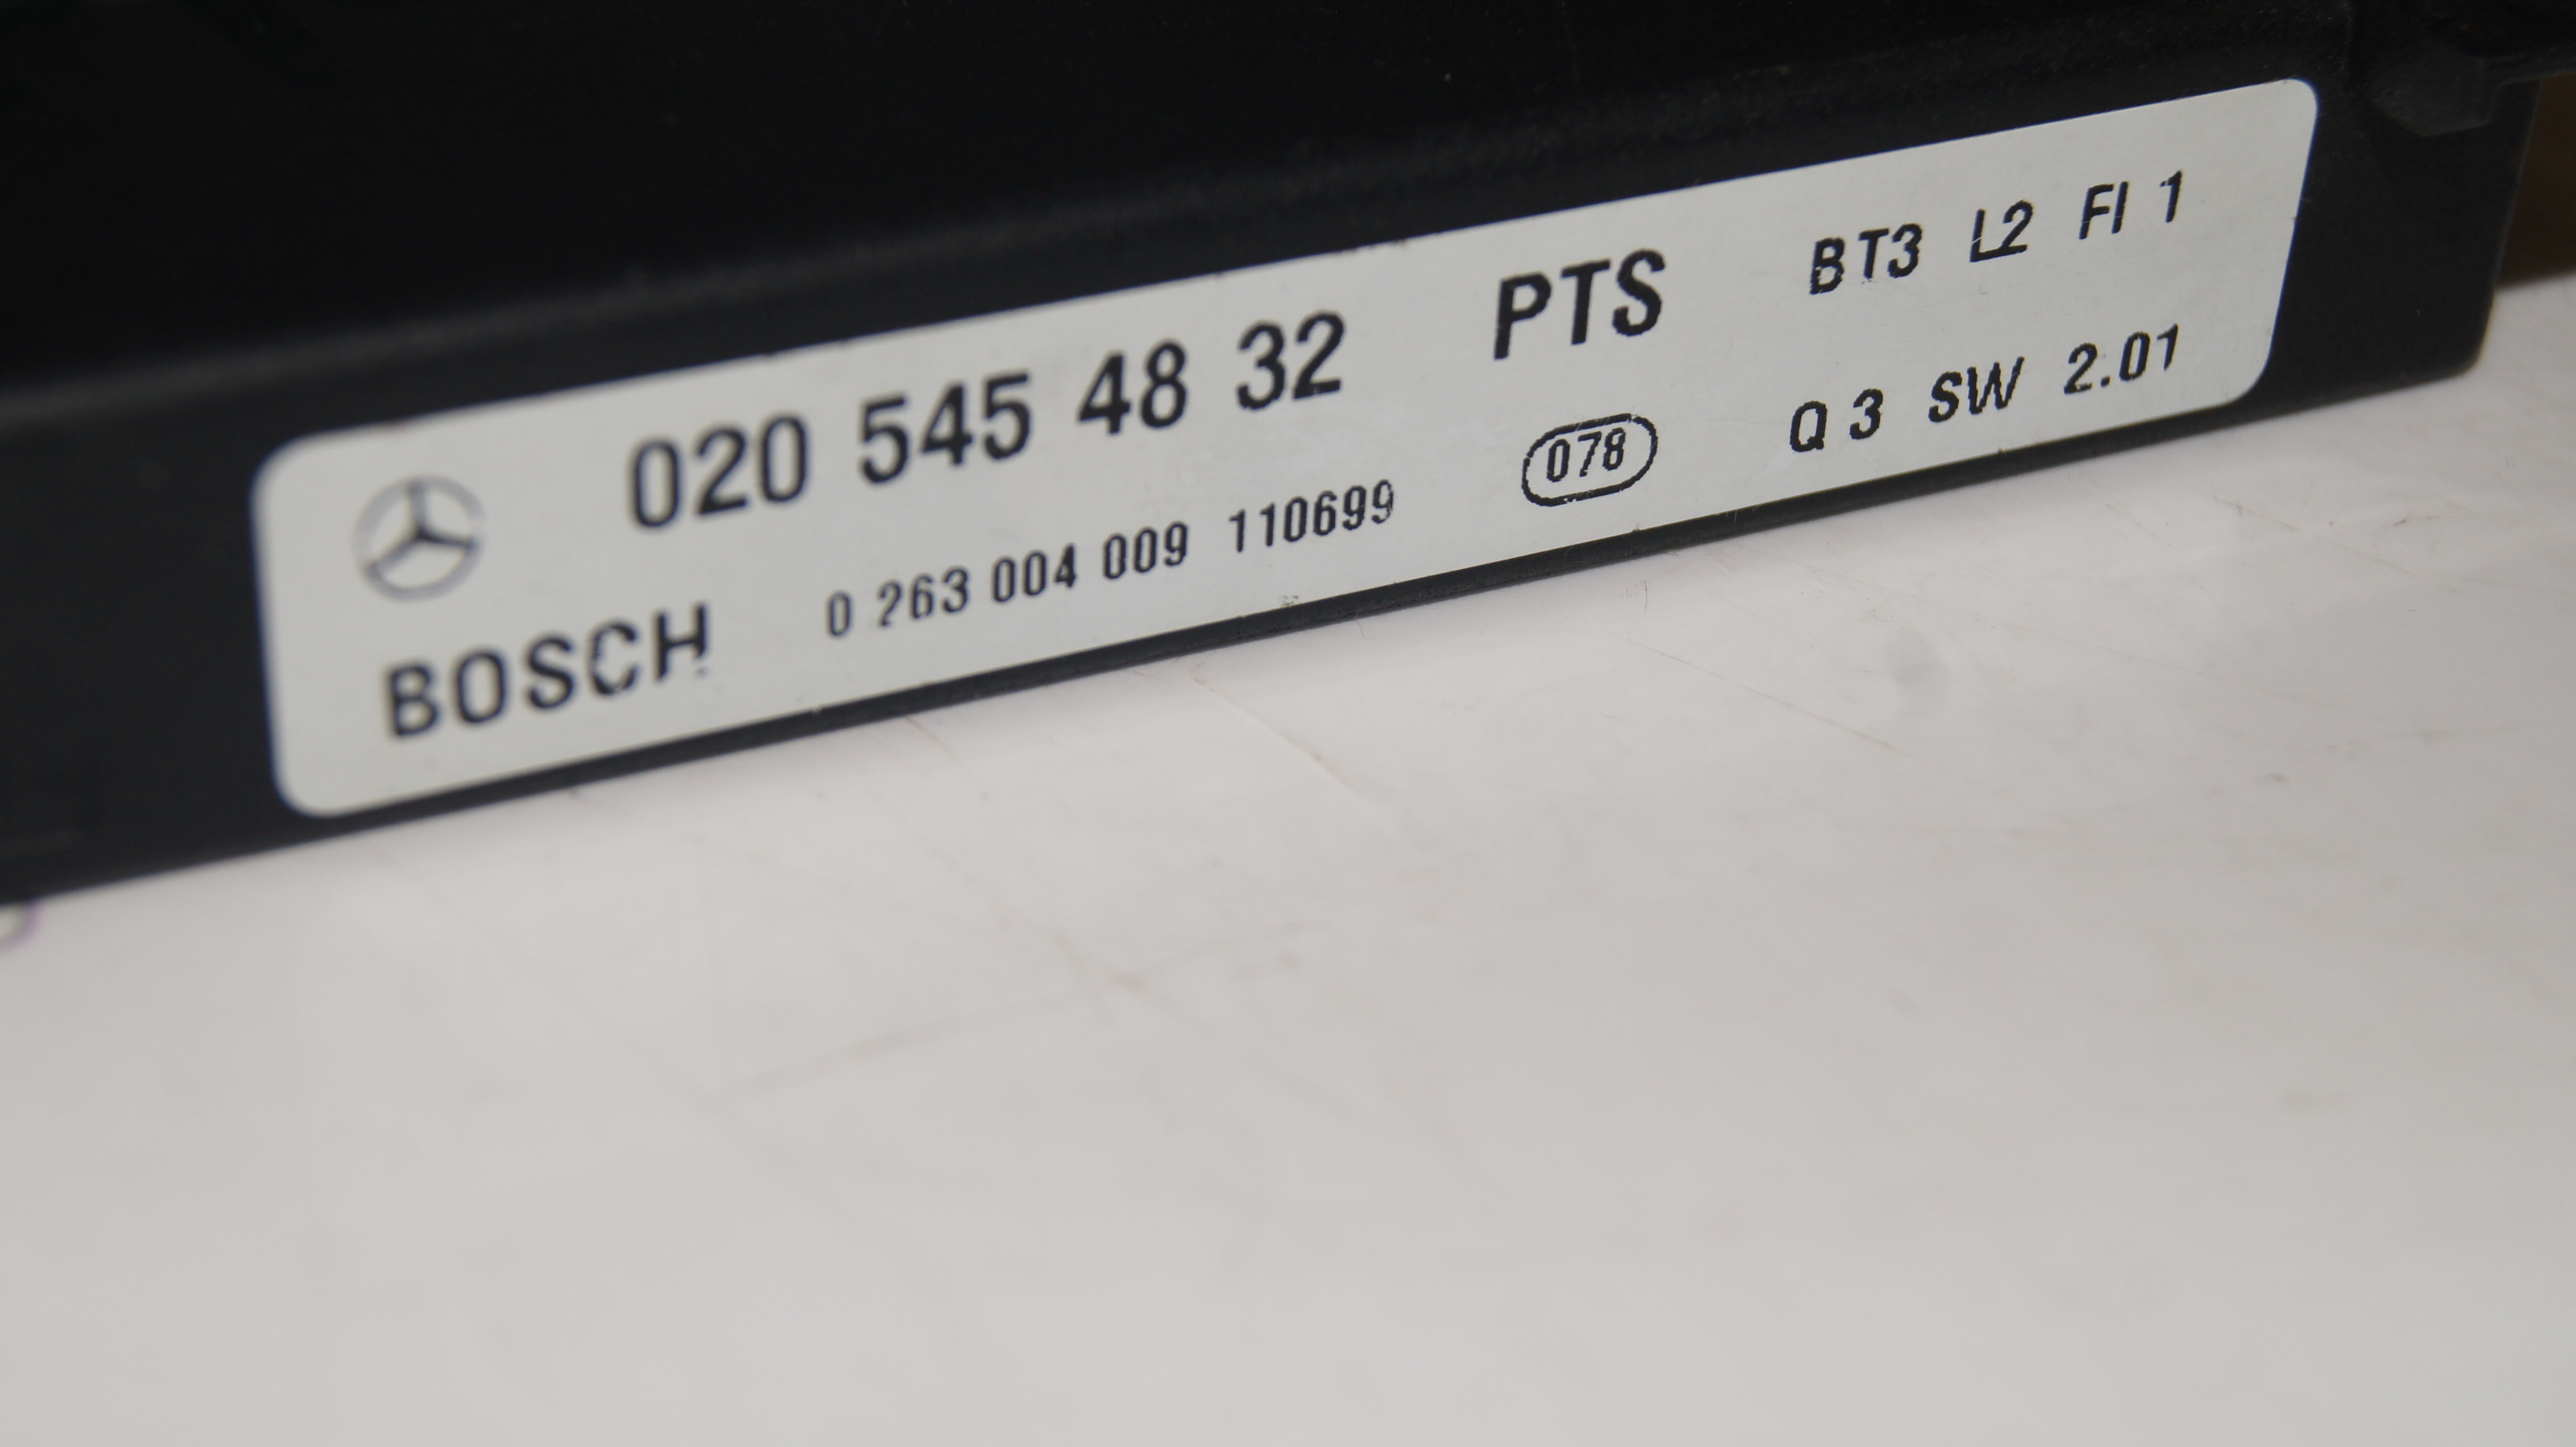 020 545 48 32 PTS BT3 L2 FI 1
BOSCH 0 263 004 009 110699 078 Q3 SW 2.01